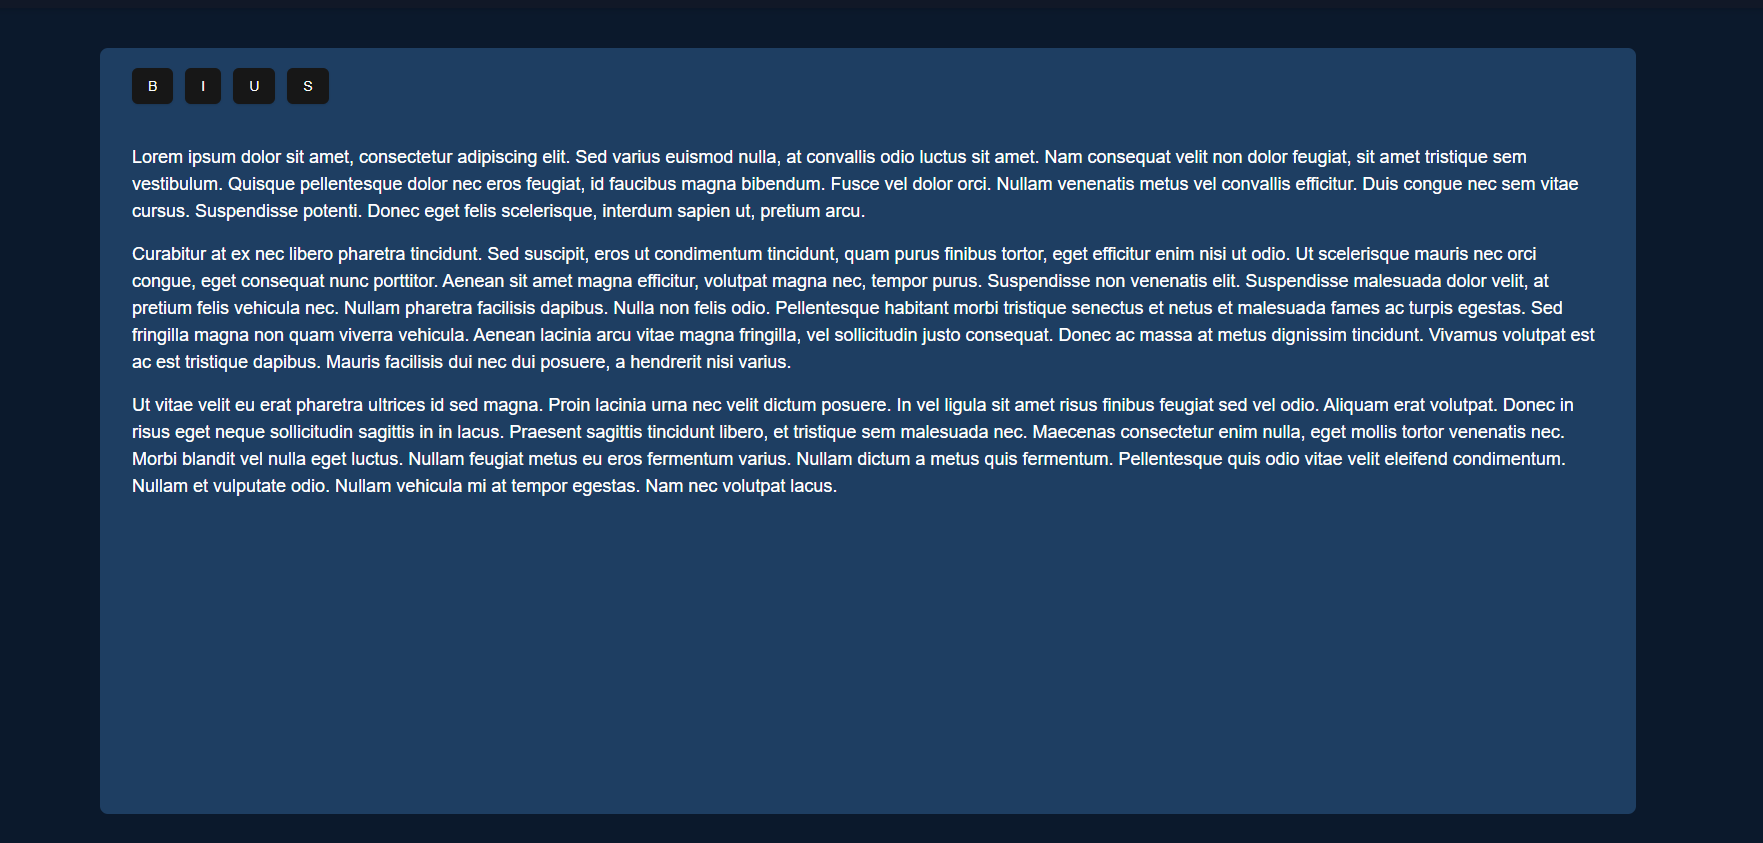 B I U S
Lorem ipsum dolor sit amet, consectetur adipiscing elit. Sed varius euismod nulla, at convallis odio luctus sit amet. Nam consequat velit non dolor feugiat, sit amet tristique sem
vestibulum. Quisque pellentesque dolor nec eros feugiat, id faucibus magna bibendum. Fusce vel dolor orci. Nullam venenatis metus vel convallis efficitur. Duis congue nec sem vitae
cursus. Suspendisse potenti. Donec eget felis scelerisque, interdum sapien ut, pretium arcu.
Curabitur at ex nec libero pharetra tincidunt. Sed suscipit, eros ut condimentum tincidunt, quam purus finibus tortor, eget efficitur enim nisi ut odio. Ut scelerisque mauris nec orci
congue, eget consequat nunc porttitor. Aenean sit amet magna efficitur, volutpat magna nec, tempor purus. Suspendisse non venenatis elit. Suspendisse malesuada dolor velit, at
pretium felis vehicula nec. Nullam pharetra facilisis dapibus. Nulla non felis odio. Pellentesque habitant morbi tristique senectus et netus et malesuada fames ac turpis egestas. Sed
fringilla magna non quam viverra vehicula. Aenean lacinia arcu vitae magna fringilla, vel sollicitudin justo consequat. Donec ac massa at metus dignissim tincidunt. Vivamus volutpat est
ac est tristique dapibus. Mauris facilisis dui nec dui posuere, a hendrerit nisi varius.
Ut vitae velit eu erat pharetra ultrices id sed magna. Proin lacinia urna nec velit dictum posuere. In vel ligula sit amet risus finibus feugiat sed vel odio. Aliquam erat volutpat. Donec in
risus eget neque sollicitudin sagittis in in lacus. Praesent sagittis tincidunt libero, et tristique sem malesuada nec. Maecenas consectetur enim nulla, eget mollis tortor venenatis nec.
Morbi blandit vel nulla eget luctus. Nullam feugiat metus eu eros fermentum varius. Nullam dictum a metus quis fermentum. Pellentesque quis odio vitae velit eleifend condimentum.
Nullam et vulputate odio. Nullam vehicula mi at tempor egestas. Nam nec volutpat lacus.